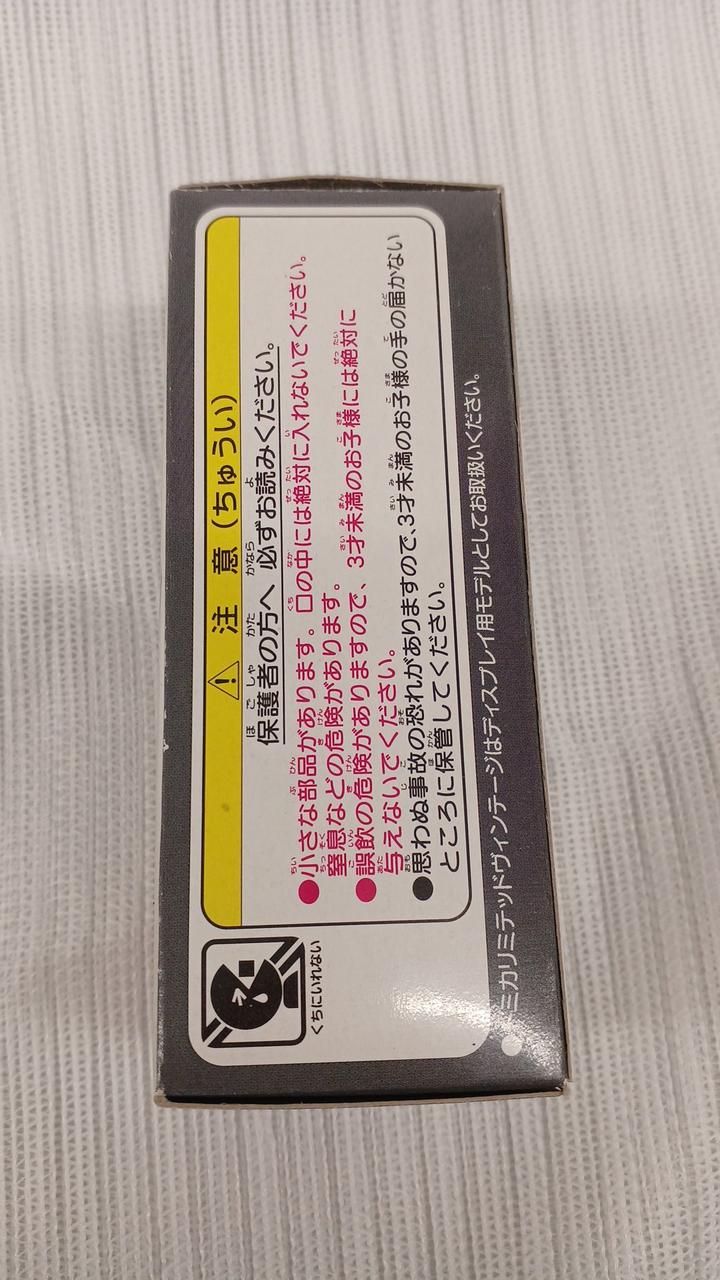 ⚠ 注意(ちゅうい)
保護者の方へ 必ずお読みください。
●小さな部品があります。口の中には絶対に入れないでください。
窒息などの危険があります。
●誤飲の危険がありますので、3才未満のお子様には絶対に
与えないでください。
●思わぬ事故の恐れがありますので、3才未満のお子様の手の届かない
ところに保管してください。
くちにいれない
●ミカリミテッドヴィンテージはディスプレイ用モデルとしてお取扱いください。